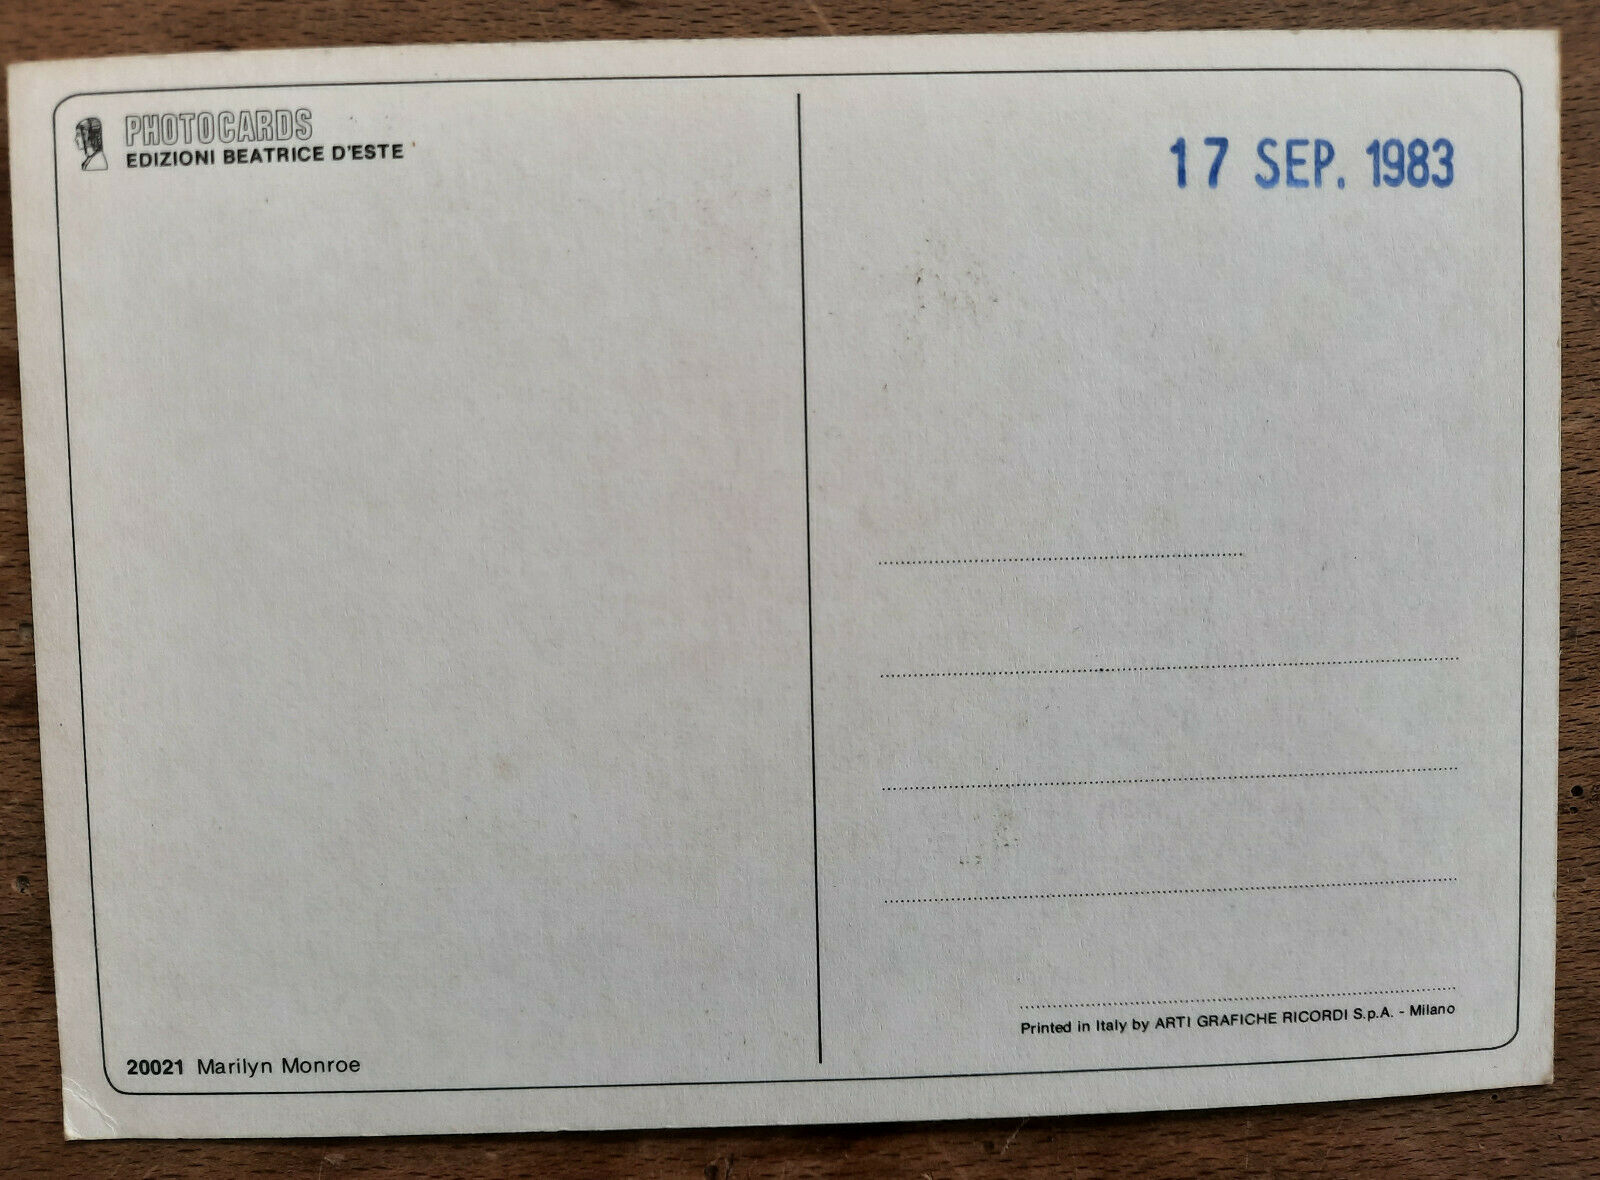 PHOTOCARDS
EDIZIONI BEATRICE D'ESTE
17 SEP. 1983
Printed in Italy by ARTI GRAFICHE RICORDI S.p.A. - Milano
20021 Marilyn Monroe